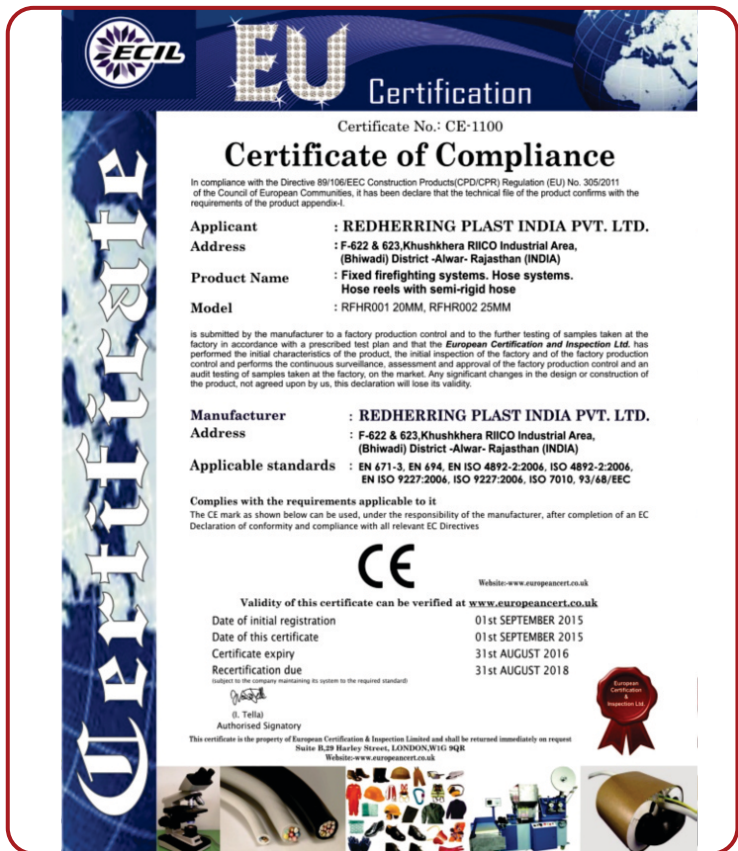 ECIL
EU
Certification
Certificate
Certificate No.: CE-1100
Certificate of Compliance
In compliance with the Directive 89/106/EEC Construction Products(CPD/CPR) Regulation (EU) No. 305/2011
of the Council of European Communities, it has been declare that the technical file of the product confirms with the
requirements of the product appendix-I.
Applicant : REDHERRING PLAST INDIA PVT. LTD.
Address : F-622 & 623,Khushkhera RIICO Industrial Area,
(Bhiwadi) District -Alwar- Rajasthan (INDIA)
Product Name : Fixed firefighting systems. Hose systems.
Hose reels with semi-rigid hose
Model : RFHR001 20MM, RFHR002 25MM
is submitted by the manufacturer to a factory production control and to the further testing of samples taken at the
factory in accordance with a prescribed test plan and that the European Certification and Inspection Ltd. has
performed the initial characteristics of the product, the initial inspection of the factory and of the factory production
control and performs the continuous surveillance, assessment and approval of the factory production control and an
audit testing of samples taken at the factory, on the market. Any significant changes in the design or construction of
the product, not agreed upon by us, this declaration will lose its validity.
Manufacturer : REDHERRING PLAST INDIA PVT. LTD.
Address : F-622 & 623,Khushkhera RIICO Industrial Area,
(Bhiwadi) District -Alwar- Rajasthan (INDIA)
Applicable standards : EN 671-3, EN 694, EN ISO 4892-2:2006, ISO 4892-2:2006,
EN ISO 9227:2006, ISO 9227:2006, ISO 7010, 93/68/EEC
Complies with the requirements applicable to it
The CE mark as shown below can be used, under the responsibility of the manufacturer, after completion of an EC
Declaration of conformity and compliance with all relevant EC Directives
CE
Website:-www.europeancert.co.uk
Validity of this certificate can be verified at www.europeancert.co.uk
Date of initial registration 01st SEPTEMBER 2015
Date of this certificate 01st SEPTEMBER 2015
Certificate expiry 31st AUGUST 2016
Recertification due 31st AUGUST 2018
(subject to the company maintaining its system to the required standard)
(I. Tella)
Authorised Signatory
European
Certification
&
Inspection Ltd.
This certificate is the property of European Certification & Inspection Limited and shall be returned immediately on request
Suite B,29 Harley Street, LONDON,W1G 9QR
Website:-www.europeancert.co.uk